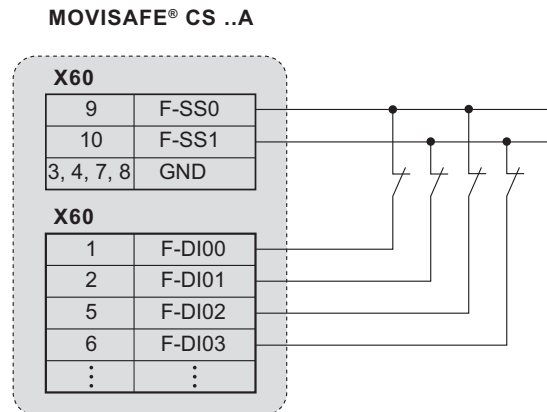 MOVISAFE® CS ..A
X60
9 F-SS0
10 F-SS1
3, 4, 7, 8 GND
X60
1 F-DI00
2 F-DI01
5 F-DI02
6 F-DI03
⋮ ⋮